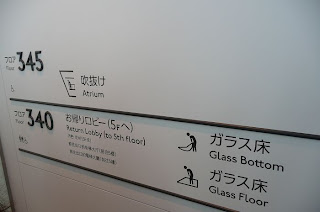 フロア
Floor
345
吹抜け
Atrium
フロア
Floor
340
お帰りロビー(5Fへ)
Return Lobby (to 5th floor)
ガラス床
Glass Bottom
ガラス床
Glass Floor